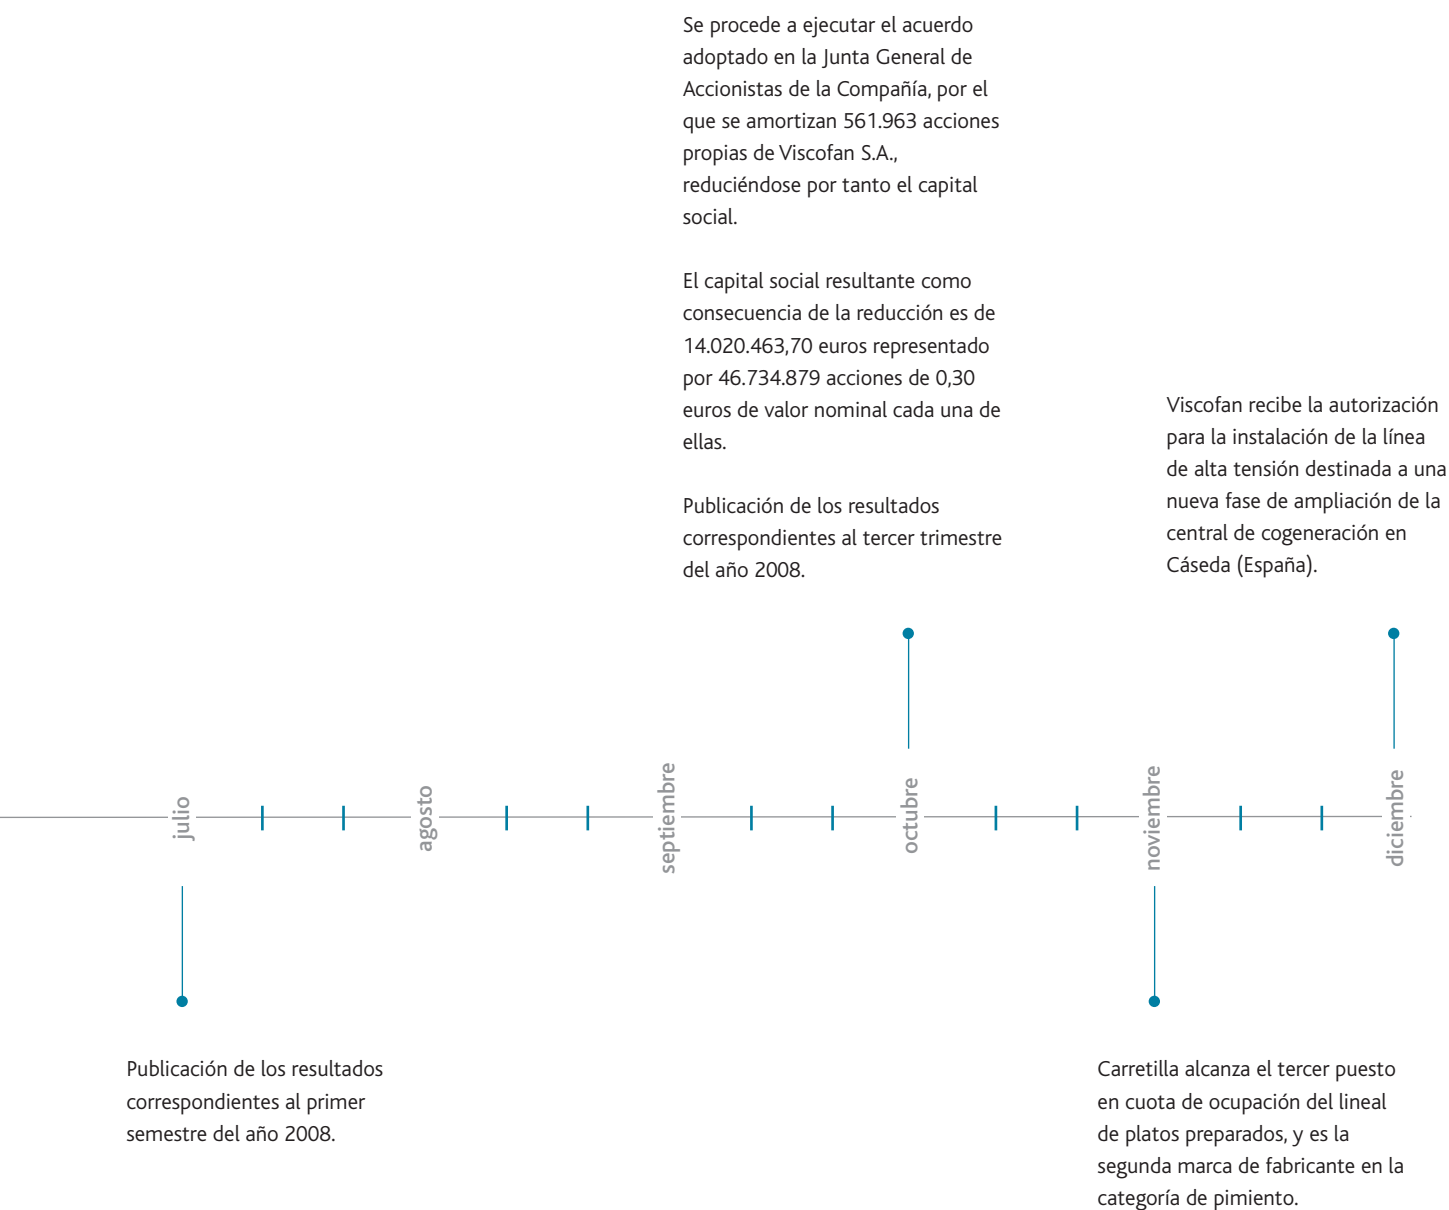 Se procede a ejecutar el acuerdo
adoptado en la Junta General de
Accionistas de la Compañía, por el
que se amortizan 561.963 acciones
propias de Viscofan S.A.,
reduciéndose por tanto el capital
social.
El capital social resultante como
consecuencia de la reducción es de
14.020.463,70 euros representado
por 46.734.879 acciones de 0,30
euros de valor nominal cada una de
ellas.
Publicación de los resultados
correspondientes al tercer trimestre
del año 2008.
Viscofan recibe la autorización
para la instalación de la línea
de alta tensión destinada a una
nueva fase de ampliación de la
central de cogeneración en
Cáseda (España).
julio
agosto
septiembre
octubre
noviembre
diciembre
Publicación de los resultados
correspondientes al primer
semestre del año 2008.
Carretilla alcanza el tercer puesto
en cuota de ocupación del lineal
de platos preparados, y es la
segunda marca de fabricante en la
categoría de pimiento.